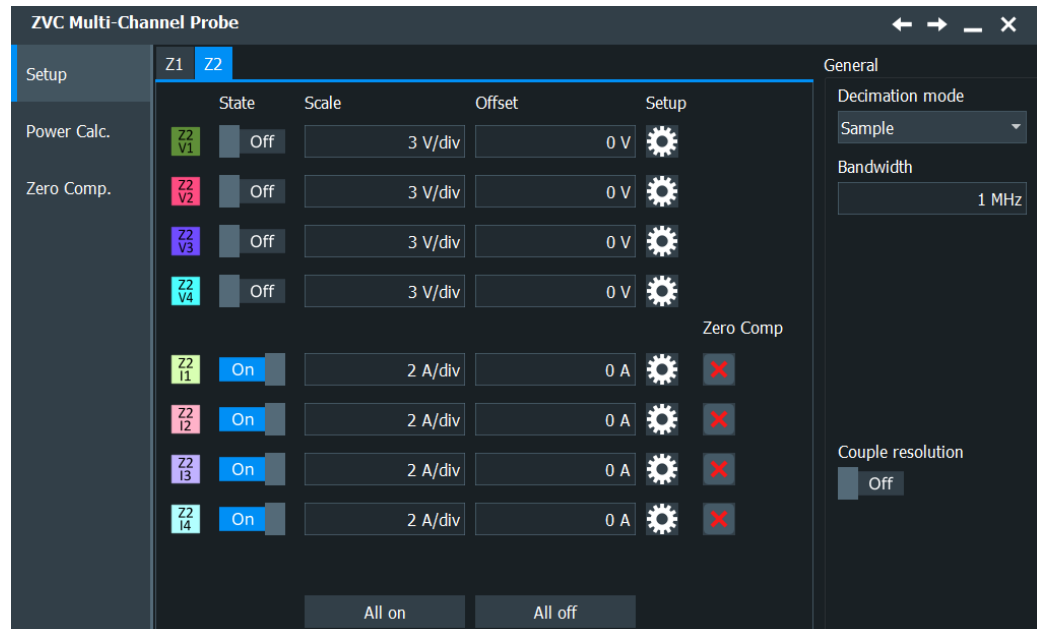 ZVC Multi-Channel Probe
Setup
Power Calc.
Zero Comp.
Z1 Z2
State Scale Offset Setup
Z2 V1 Off 3 V/div 0 V
Z2 V2 Off 3 V/div 0 V
Z2 V3 Off 3 V/div 0 V
Z2 V4 Off 3 V/div 0 V
Zero Comp
Z2 I1 On 2 A/div 0 A
Z2 I2 On 2 A/div 0 A
Z2 I3 On 2 A/div 0 A
Z2 I4 On 2 A/div 0 A
All on All off
General
Decimation mode
Sample
Bandwidth
1 MHz
Couple resolution
Off